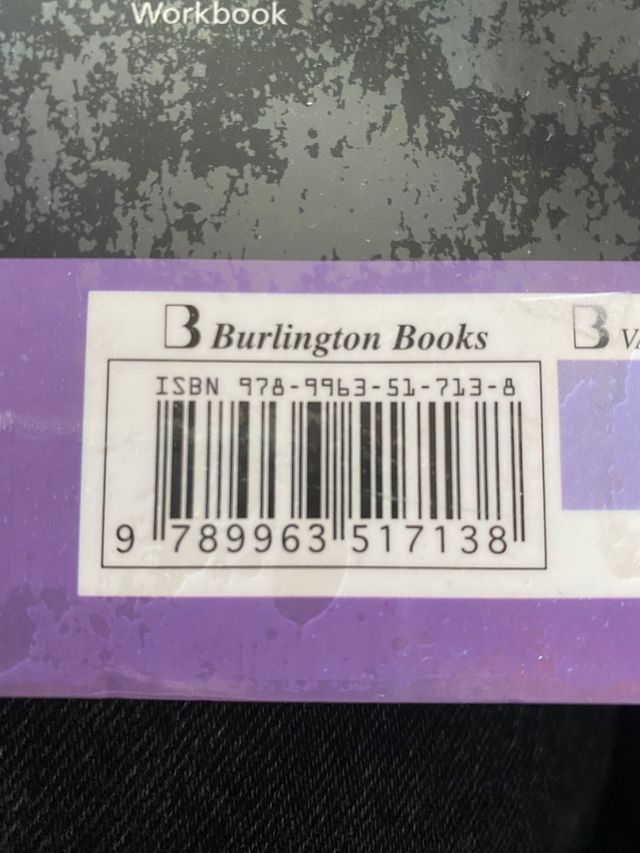 Workbook
B Burlington Books
ISBN 978-9963-51-713-8
9 789963 517138
B